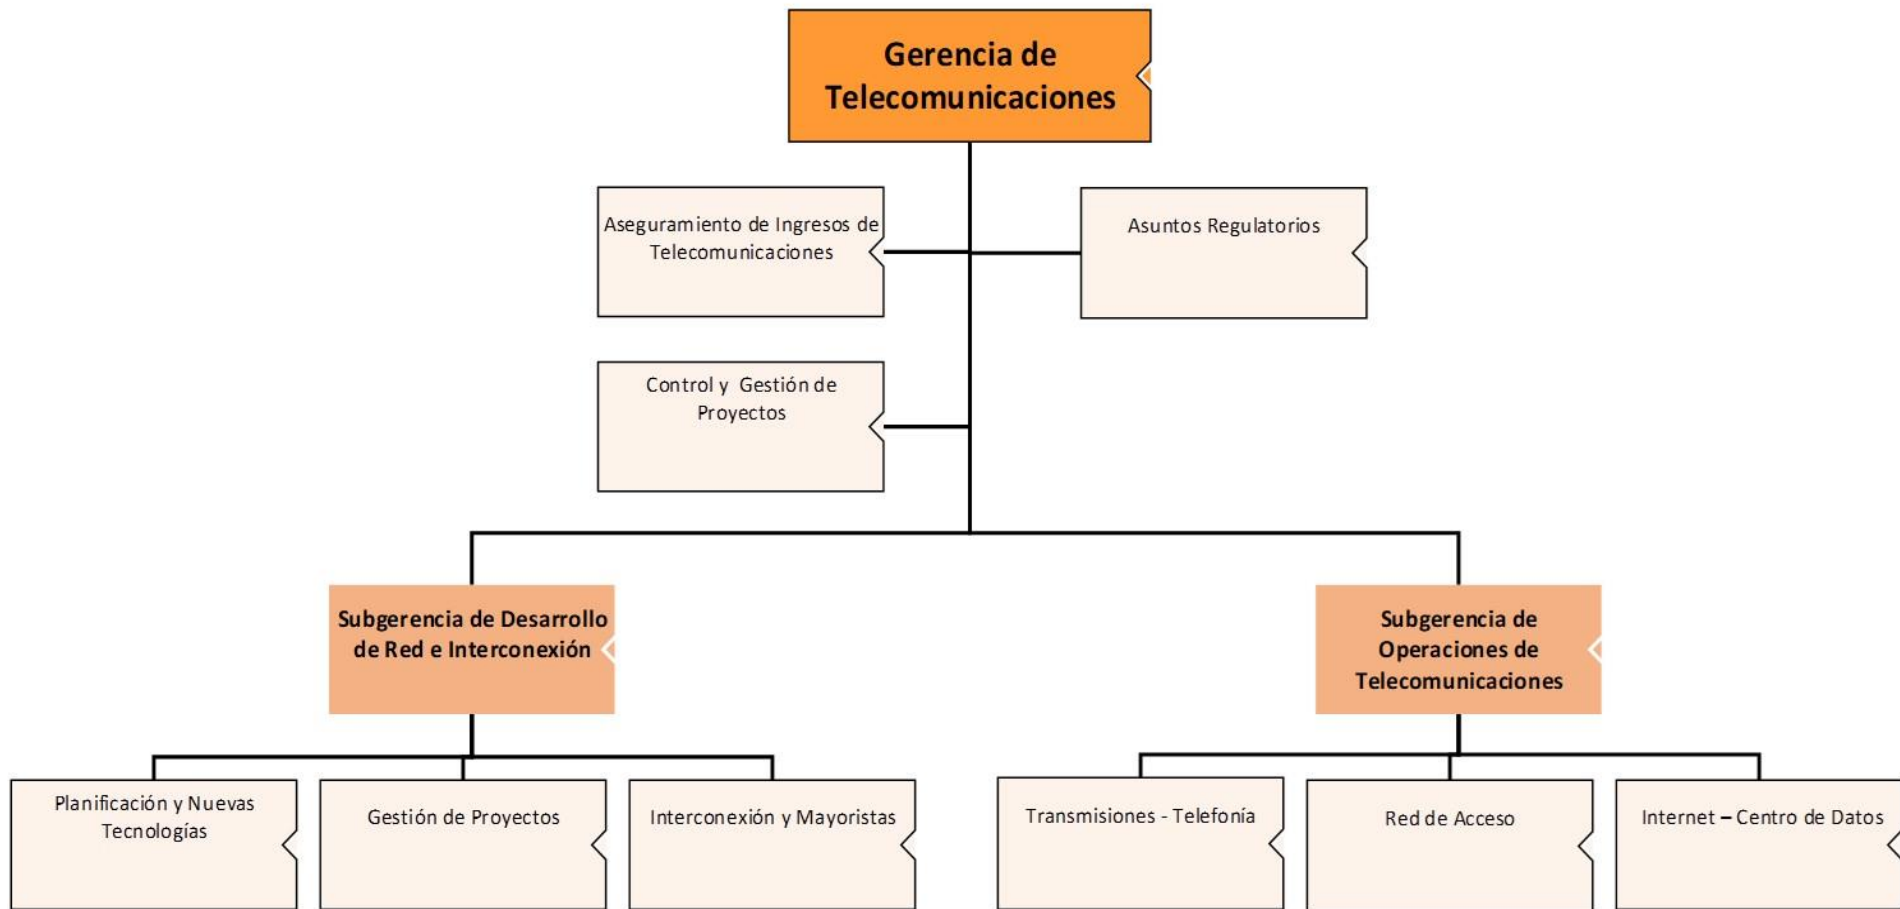 Gerencia de
Telecomunicaciones
Aseguramiento de Ingresos de
Telecomunicaciones
Asuntos Regulatorios
Control y  Gestión de
Proyectos
Subgerencia de Desarrollo
de Red e Interconexión
Subgerencia de
Operaciones de
Telecomunicaciones
Planificación y Nuevas
Tecnologías
Gestión de Proyectos
Interconexión y Mayoristas
Transmisiones - Telefonía
Red de Acceso
Internet – Centro de Datos